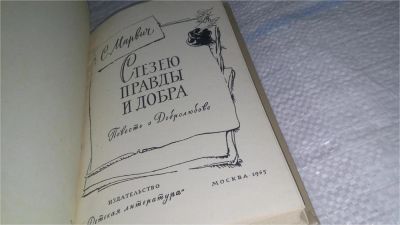 С. Марвич
СТЕЗЕЮ
ПРАВДЫ
И ДОБРА
Повесть о Добролюбове
ИЗДАТЕЛЬСТВО
„Детская литература"
МОСКВА 1965